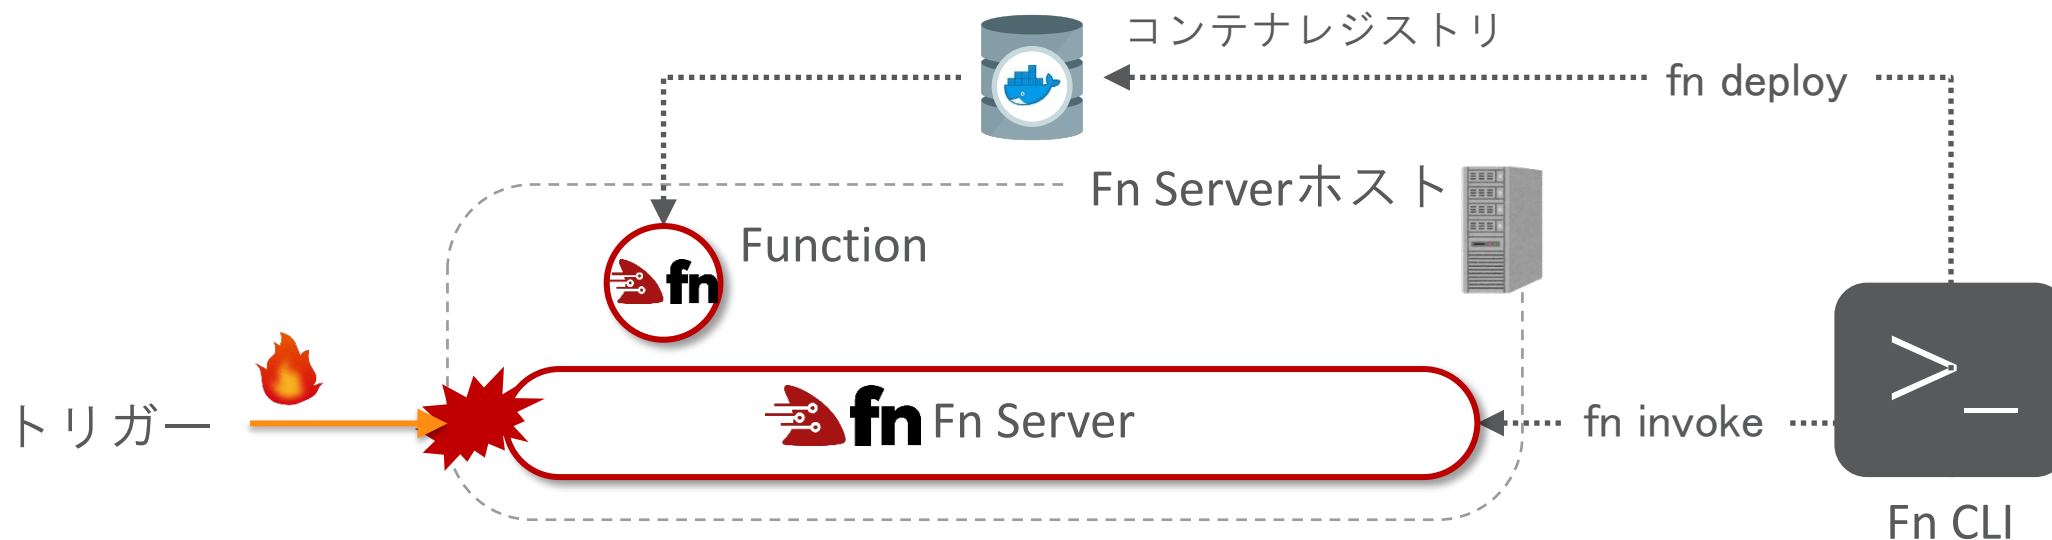 コンテナレジストリ
fn deploy
Fn Serverホスト
Function
fn
トリガー
fn Fn Server
fn invoke
>_
Fn CLI